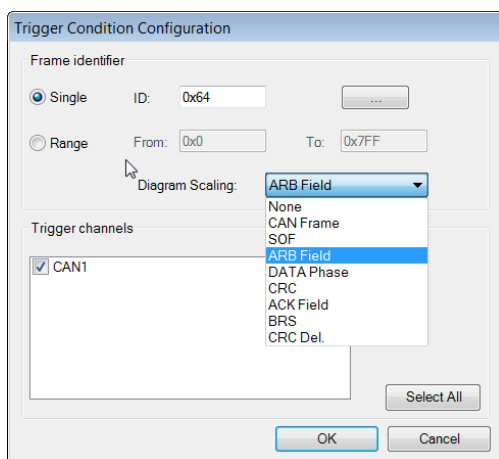 Trigger Condition Configuration
Frame identifier
Single ID: 0x64 ...
Range From: 0x0 To: 0x7FF
Diagram Scaling: ARB Field
None
CAN Frame
SOF
ARB Field
DATA Phase
CRC
ACK Field
BRS
CRC Del.
Trigger channels
CAN1
Select All
OK Cancel